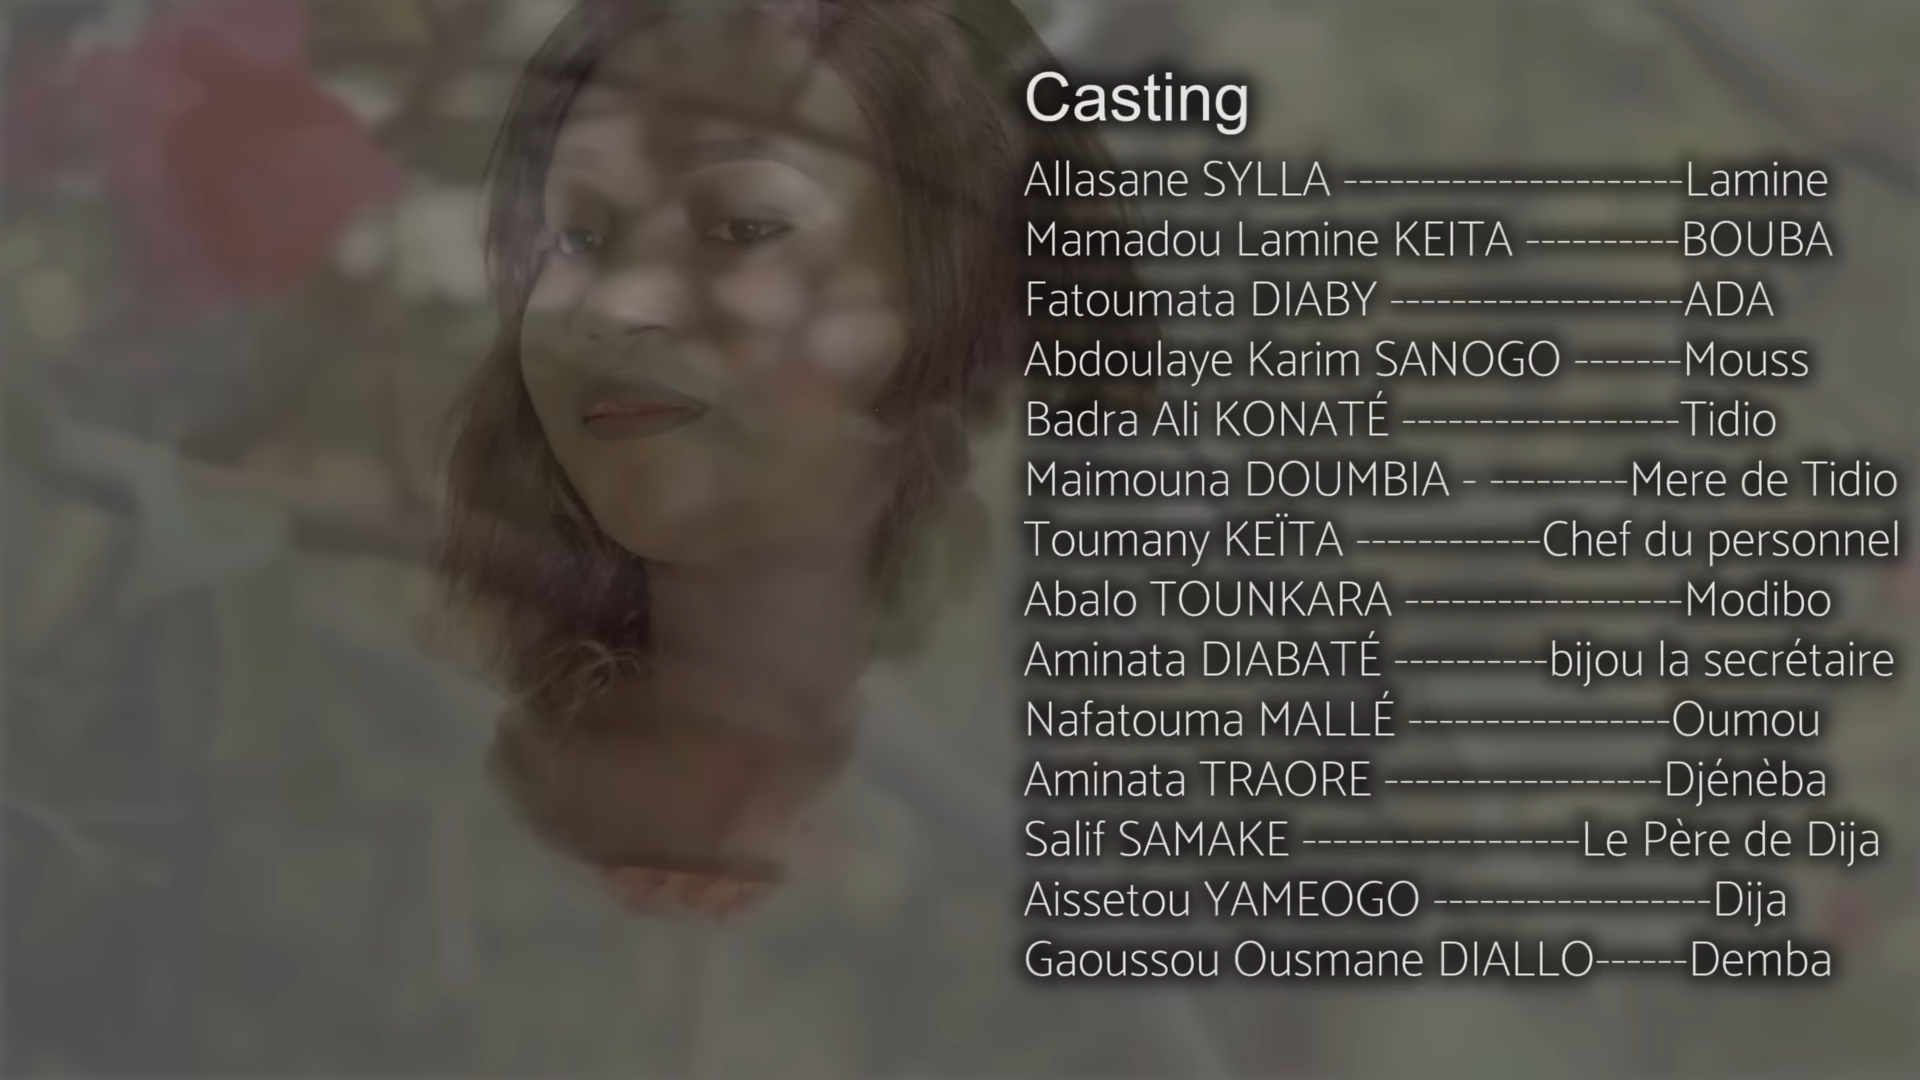 Casting
Allasane SYLLA ----------------------Lamine
Mamadou Lamine KEITA ----------BOUBA
Fatoumata DIABY -------------------ADA
Abdoulaye Karim SANOGO -------Mouss
Badra Ali KONATÉ ------------------Tidio
Maimouna DOUMBIA - ---------Mere de Tidio
Toumany KEÏTA ------------Chef du personnel
Abalo TOUNKARA ------------------Modibo
Aminata DIABATÉ ----------bijou la secrétaire
Nafatouma MALLÉ -----------------Oumou
Aminata TRAORE ------------------Djénèba
Salif SAMAKE ------------------Le Père de Dija
Aissetou YAMEOGO ------------------Dija
Gaoussou Ousmane DIALLO------Demba